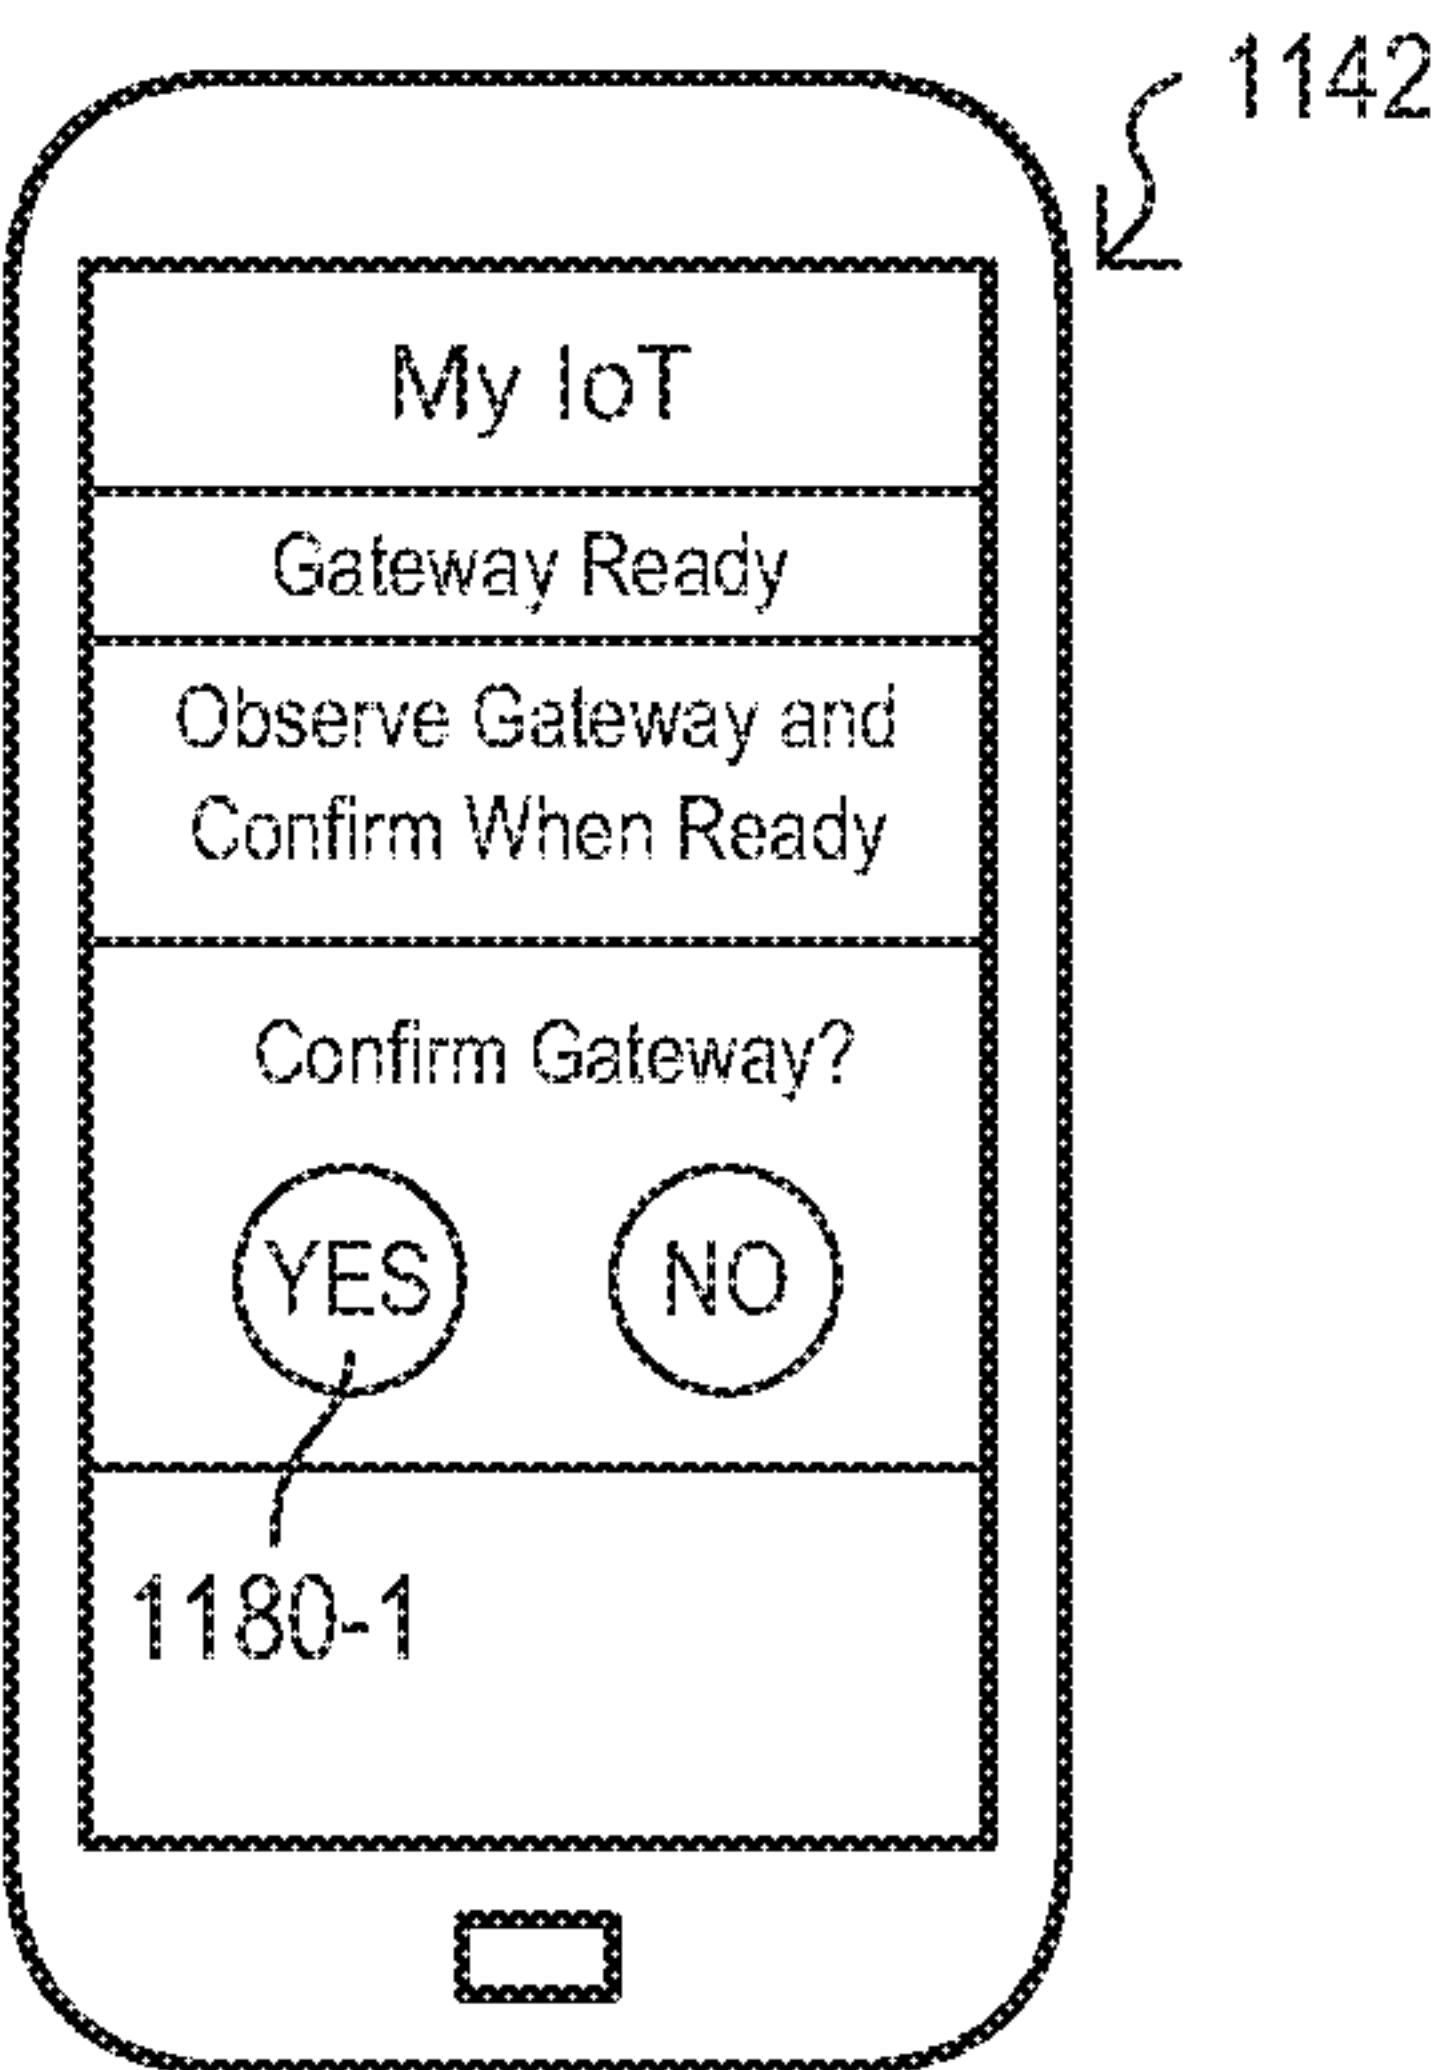 1142
My IoT
Gateway Ready
Observe Gateway and
Confirm When Ready
Confirm Gateway?
YES NO
1180-1